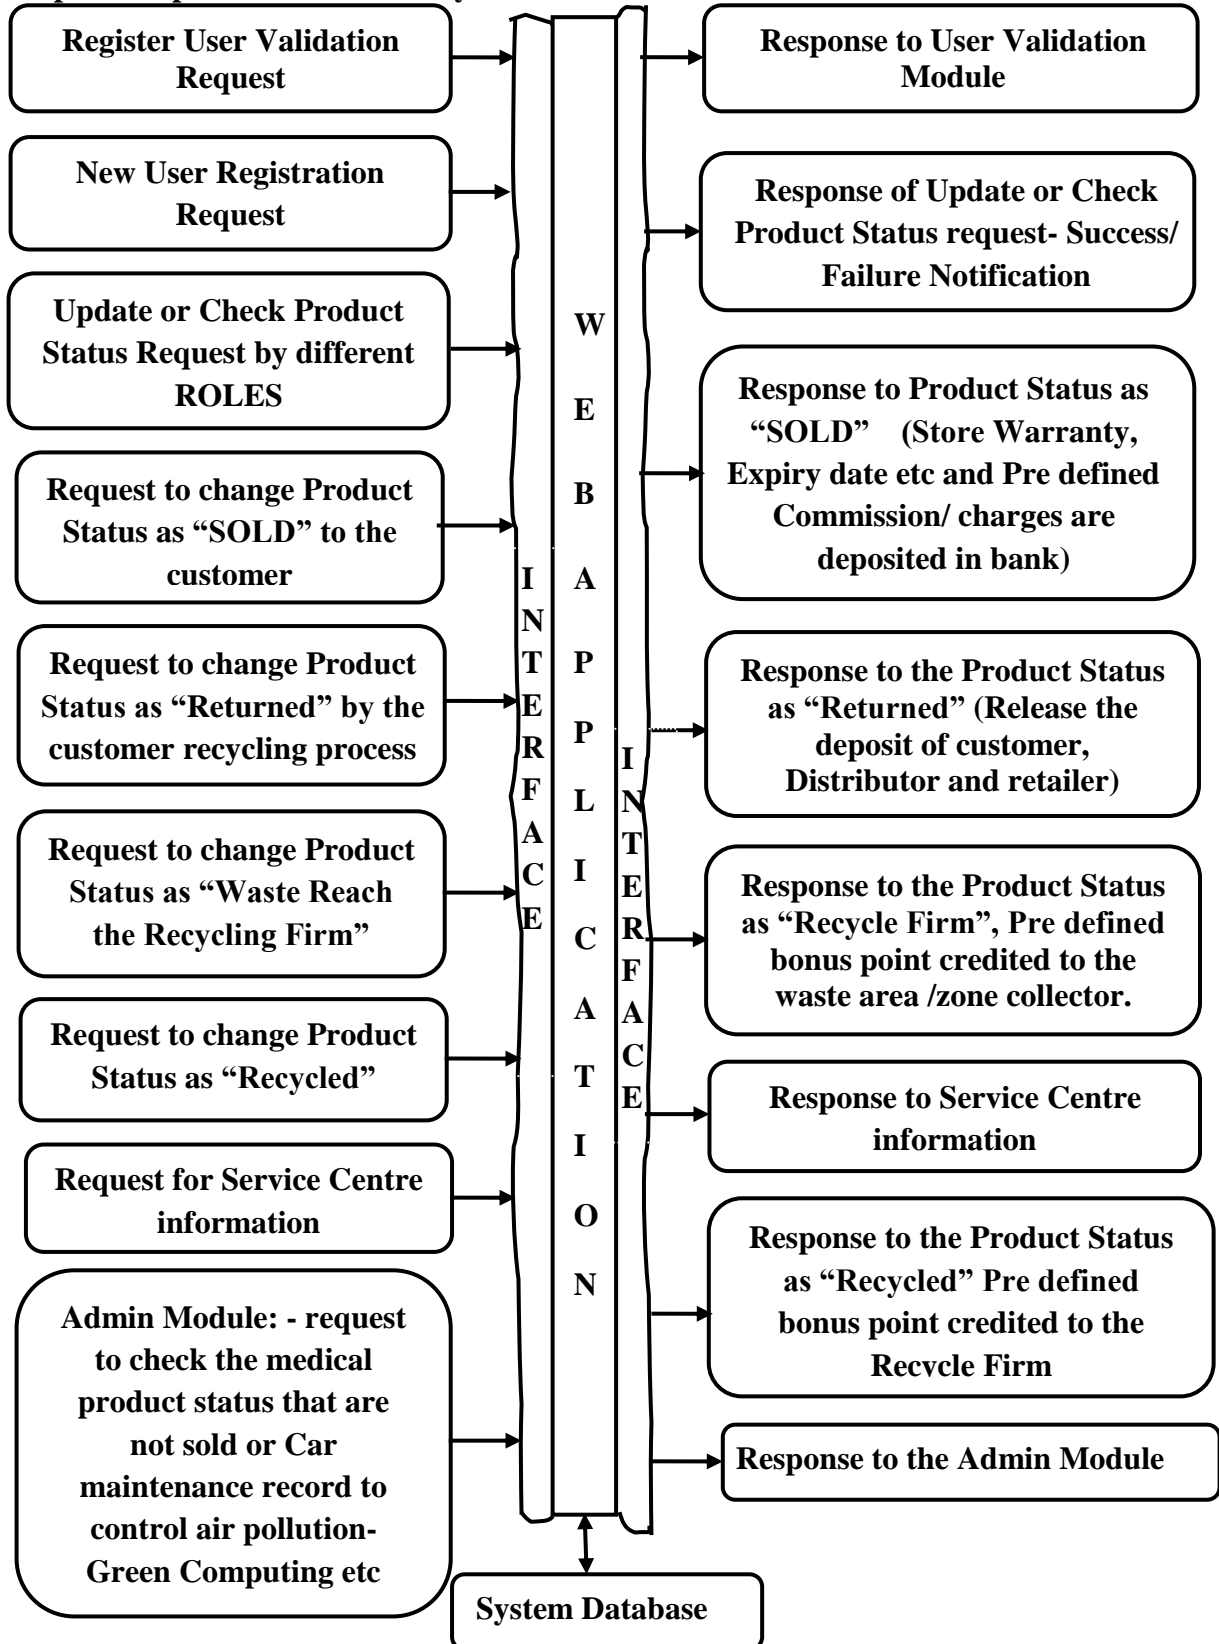 Register User Validation
Request
New User Registration
Request
Update or Check Product
Status Request by different
ROLES
Request to change Product
Status as “SOLD” to the
customer
Request to change Product
Status as “Returned” by the
customer recycling process
Request to change Product
Status as “Waste Reach
the Recycling Firm”
Request to change Product
Status as “Recycled”
Request for Service Centre
information
Admin Module: - request
to check the medical
product status that are
not sold or Car
maintenance record to
control air pollution-
Green Computing etc
INTERFACE
WEB APPLICATION
INTERFACE
System Database
Response to User Validation
Module
Response of Update or Check
Product Status request- Success/
Failure Notification
Response to Product Status as
“SOLD” (Store Warranty,
Expiry date etc and Pre defined
Commission/ charges are
deposited in bank)
Response to the Product Status
as “Returned” (Release the
deposit of customer,
Distributor and retailer)
Response to the Product Status
as “Recycle Firm”, Pre defined
bonus point credited to the
waste area /zone collector.
Response to Service Centre
information
Response to the Product Status
as “Recycled” Pre defined
bonus point credited to the
Recycle Firm
Response to the Admin Module